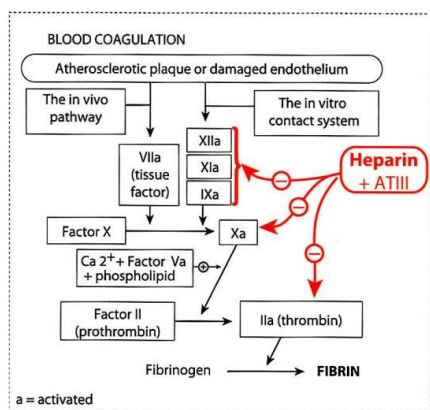 BLOOD COAGULATION
Atherosclerotic plaque or damaged endothelium
The in vivo
pathway
The in vitro
contact system
VIIa
(tissue
factor)
XIIa
XIa
IXa
Heparin
+ ATIII
−
−
−
Factor X
Xa
Ca 2+ + Factor Va
+ phospholipid
+
Factor II
(prothrombin)
IIa (thrombin)
Fibrinogen
FIBRIN
a = activated